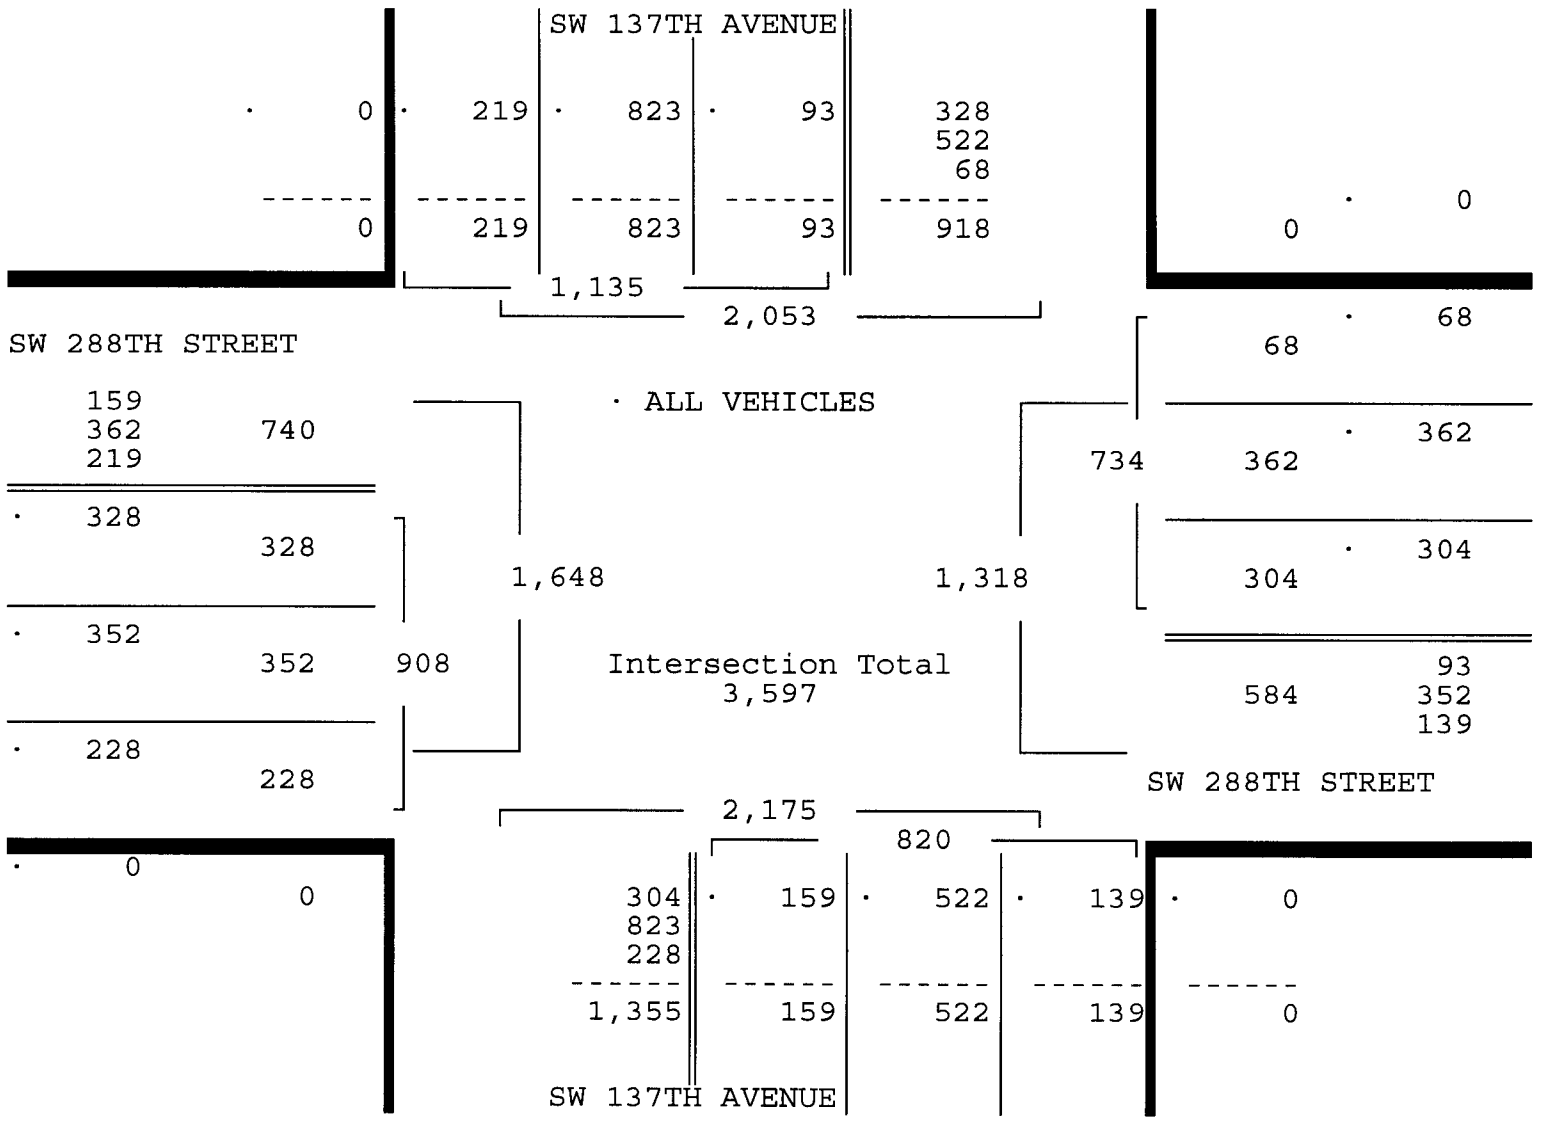 SW 137TH AVENUE
· 0 · 219 · 823 · 93 328
522
68
------ ------ ------ ------ ------ · 0
0 219 823 93 918 0
1,135
2,053 · 68
SW 288TH STREET 68
159 · ALL VEHICLES
362 740 · 362
219 734 362
· 328
328 · 304
1,648 1,318 304
· 352
352 908 Intersection Total 93
3,597 584 352
139
· 228
228 SW 288TH STREET
2,175
820
· 0
0 304 · 159 · 522 · 139 · 0
823
228
------ ------ ------ ------ ------
1,355 159 522 139 0
SW 137TH AVENUE